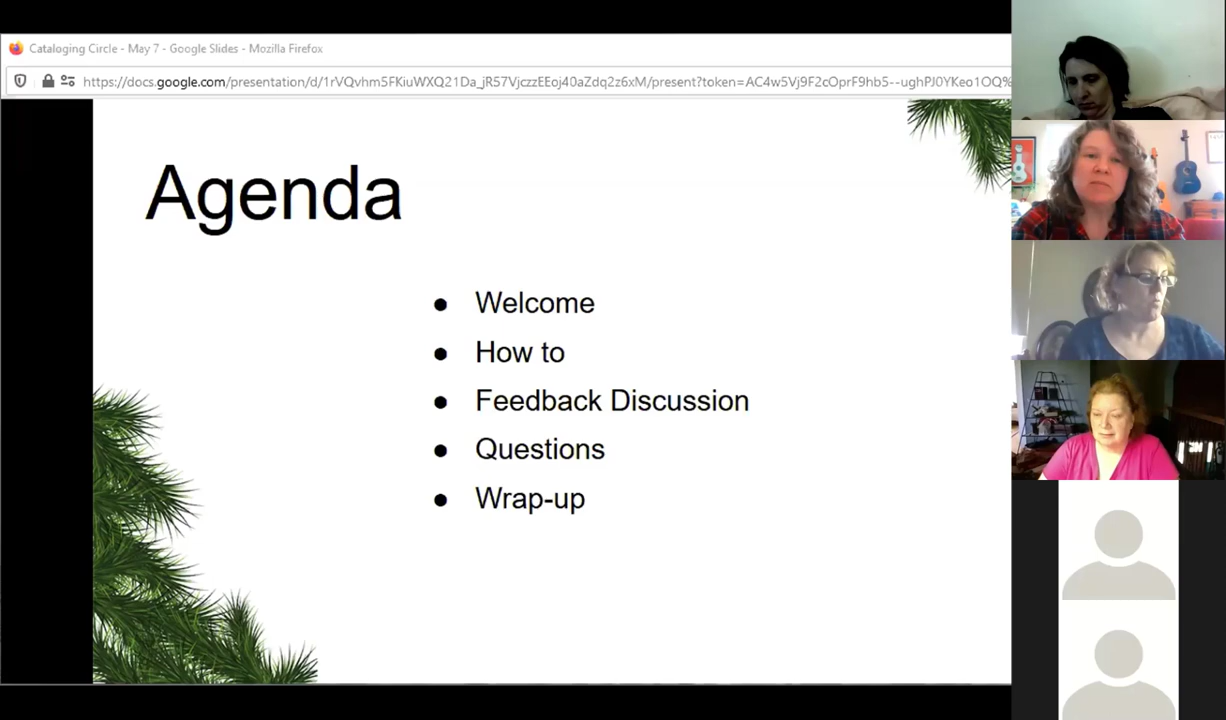 Cataloging Circle - May 7 - Google Slides - Mozilla Firefox
https://docs.google.com/presentation/d/1rVQvhm5FKiuWXQ21Da_jR57VjczzEEoj40aZdq2z6xM/present?token=AC4w5Vj9F2cOprF9hb5--ughPJ0YKeo1OQ%
Agenda
● Welcome
● How to
● Feedback Discussion
● Questions
● Wrap-up